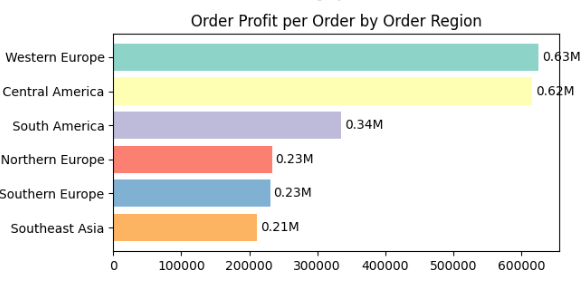 Order Profit per Order by Order Region
Western Europe 0.63M
Central America 0.62M
South America 0.34M
Northern Europe 0.23M
Southern Europe 0.23M
Southeast Asia 0.21M
0 100000 200000 300000 400000 500000 600000